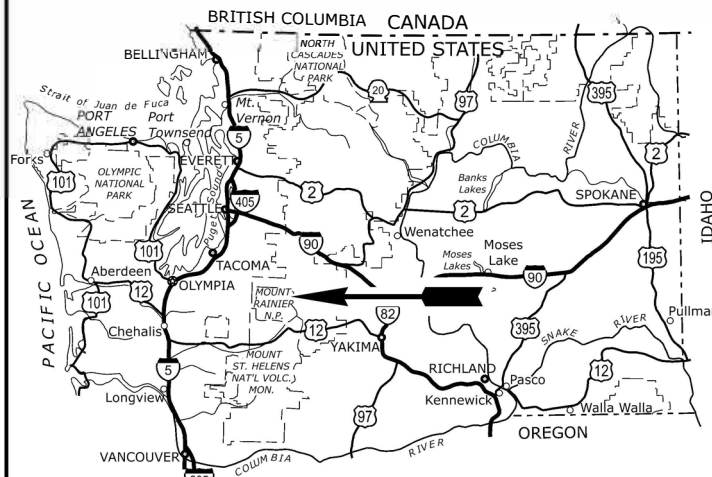 BRITISH COLUMBIA CANADA
UNITED STATES
BELLINGHAM
NORTH
CASCADES
NATIONAL
PARK
20
97
395
Strait of Juan de Fuca
PORT
ANGELES
Port
Townsend
Mt.
Vernon
5
COLUMBIA
RIVER
2
Forks
101
OLYMPIC
NATIONAL
PARK
EVERETT
2
Banks
Lakes
SPOKANE
SEATTLE
405
Puget Sound
2
IDAHO
PACIFIC OCEAN
101
90
Wenatchee
Moses
Lake
Moses
Lakes
195
TACOMA
90
Aberdeen
12
OLYMPIA
MOUNT
RAINIER
N.P.
101
82
395
SNAKE
RIVER
Pullma
Chehalis
12
YAKIMA
MOUNT
ST. HELENS
NAT'L VOLC.
MON.
5
RICHLAND
12
Longview
Pasco
Kennewick
97
Walla Walla
OREGON
VANCOUVER
COLUMBIA
RIVER